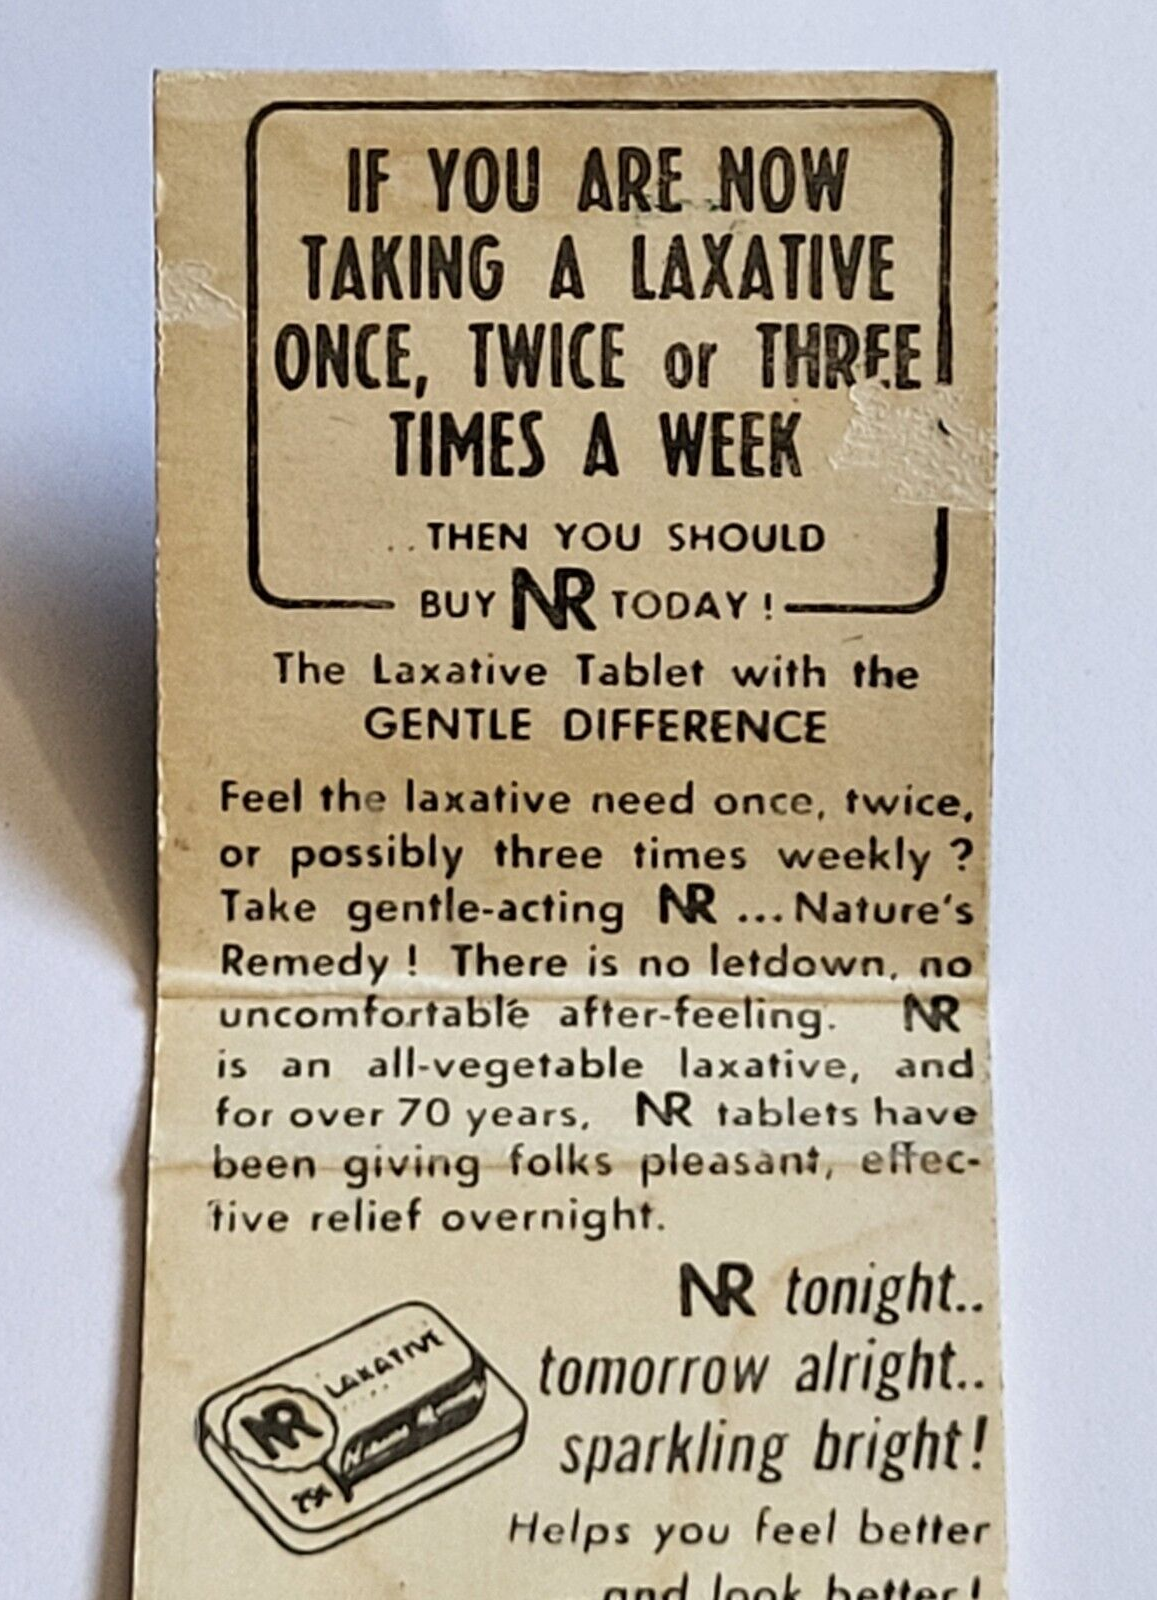 IF YOU ARE NOW
TAKING A LAXATIVE
ONCE, TWICE or THREE
TIMES A WEEK
..THEN YOU SHOULD
BUY NR TODAY!
The Laxative Tablet with the
GENTLE DIFFERENCE
Feel the laxative need once, twice,
or possibly three times weekly?
Take gentle-acting NR ... Nature's
Remedy! There is no letdown, no
uncomfortable after-feeling. NR
is an all-vegetable laxative, and
for over 70 years, NR tablets have
been giving folks pleasant, effec-
tive relief overnight.
NR tonight..
tomorrow alright..
sparkling bright!
LAXATIVE
NR
25¢
Helps you feel better
and look better!